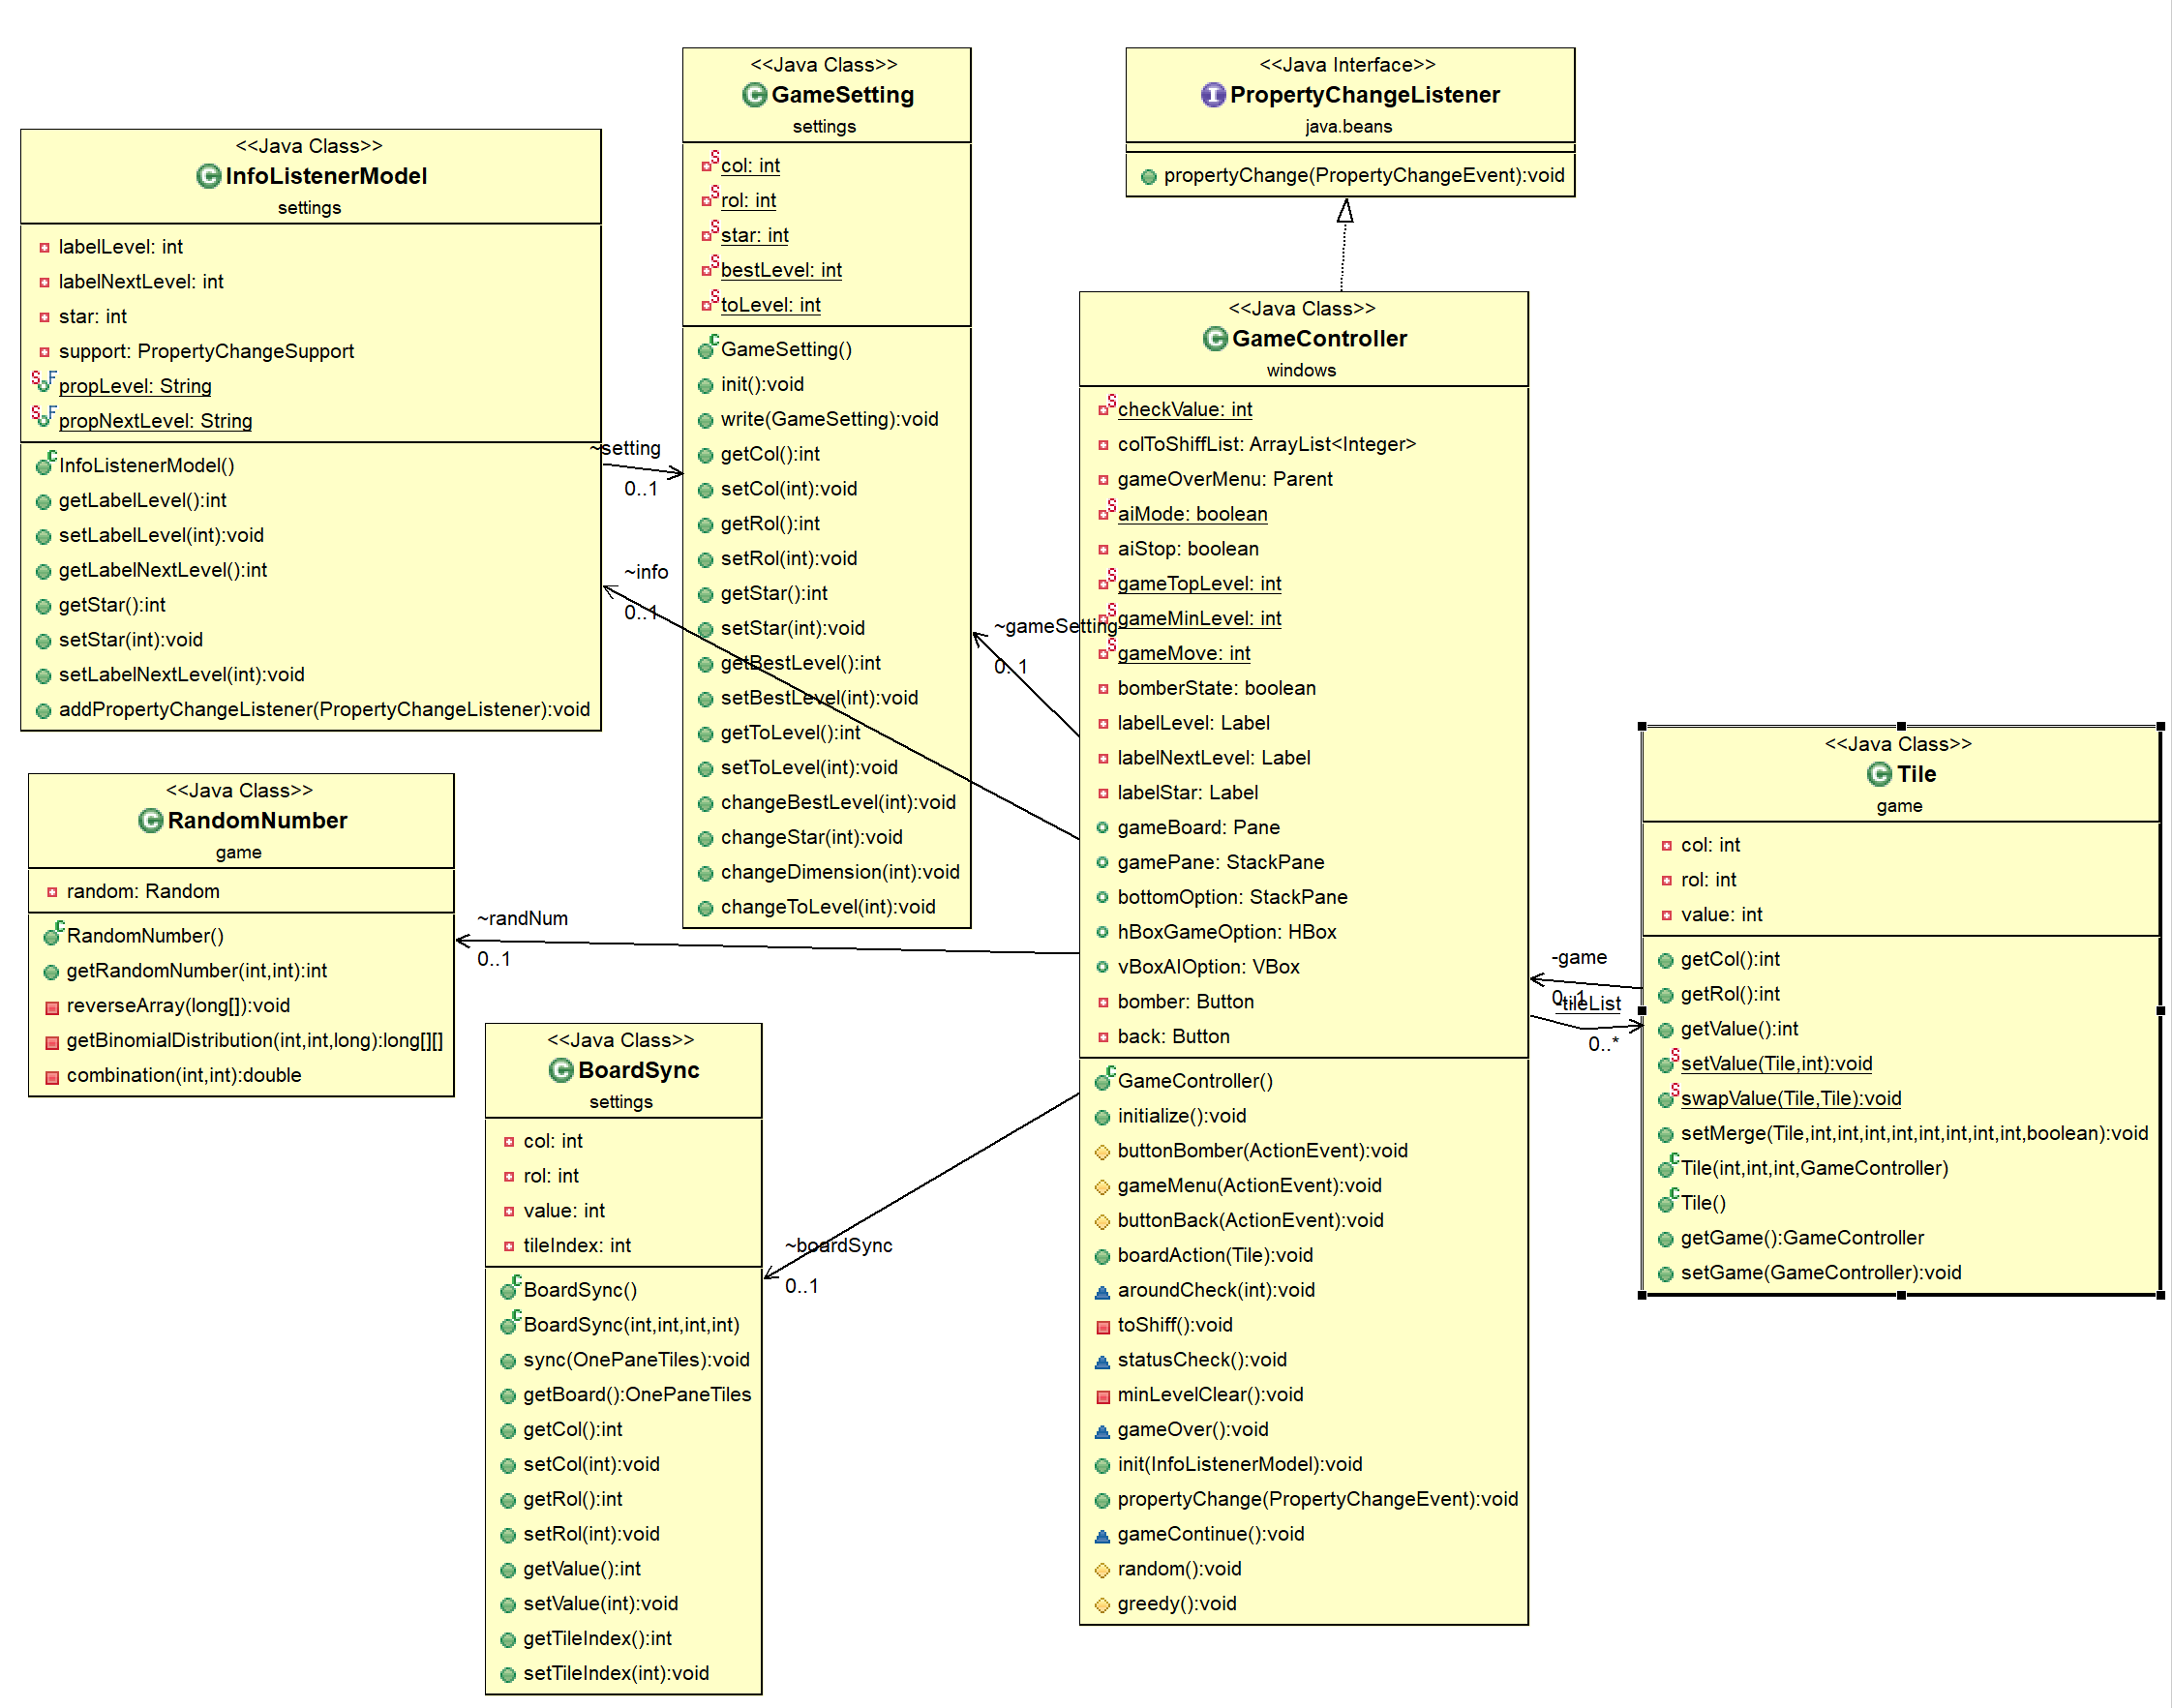 <<Java Class>>
InfoListenerModel
settings
labelLevel: int
labelNextLevel: int
star: int
support: PropertyChangeSupport
propLevel: String
propNextLevel: String
InfoListenerModel()
getLabelLevel():int
setLabelLevel(int):void
getLabelNextLevel():int
getStar():int
setStar(int):void
setLabelNextLevel(int):void
addPropertyChangeListener(PropertyChangeListener):void
~setting
0..1
~info
0..1
<<Java Class>>
GameSetting
settings
col: int
rol: int
star: int
bestLevel: int
toLevel: int
GameSetting()
init():void
write(GameSetting):void
getCol():int
setCol(int):void
getRol():int
setRol(int):void
getStar():int
setStar(int):void
getBestLevel():int
setBestLevel(int):void
getToLevel():int
setToLevel(int):void
changeBestLevel(int):void
changeStar(int):void
changeDimension(int):void
changeToLevel(int):void
~gameSetting
0..1
<<Java Interface>>
PropertyChangeListener
java.beans
propertyChange(PropertyChangeEvent):void
<<Java Class>>
GameController
windows
checkValue: int
colToShiffList: ArrayList<Integer>
gameOverMenu: Parent
aiMode: boolean
aiStop: boolean
gameTopLevel: int
gameMinLevel: int
gameMove: int
bomberState: boolean
labelLevel: Label
labelNextLevel: Label
labelStar: Label
gameBoard: Pane
gamePane: StackPane
bottomOption: StackPane
hBoxGameOption: HBox
vBoxAIOption: VBox
bomber: Button
back: Button
GameController()
initialize():void
buttonBomber(ActionEvent):void
gameMenu(ActionEvent):void
buttonBack(ActionEvent):void
boardAction(Tile):void
aroundCheck(int):void
toShiff():void
statusCheck():void
minLevelClear():void
gameOver():void
init(InfoListenerModel):void
propertyChange(PropertyChangeEvent):void
gameContinue():void
random():void
greedy():void
-game
0..1
-tileList
0..*
<<Java Class>>
Tile
game
col: int
rol: int
value: int
getCol():int
getRol():int
getValue():int
setValue(Tile,int):void
swapValue(Tile,Tile):void
setMerge(Tile,int,int,int,int,int,int,int,int,boolean):void
Tile(int,int,int,GameController)
Tile()
getGame():GameController
setGame(GameController):void
<<Java Class>>
RandomNumber
game
random: Random
RandomNumber()
getRandomNumber(int,int):int
reverseArray(long[]):void
getBinomialDistribution(int,int,long):long[][]
combination(int,int):double
~randNum
0..1
<<Java Class>>
BoardSync
settings
col: int
rol: int
value: int
tileIndex: int
BoardSync()
BoardSync(int,int,int,int)
sync(OnePaneTiles):void
getBoard():OnePaneTiles
getCol():int
setCol(int):void
getRol():int
setRol(int):void
getValue():int
setValue(int):void
getTileIndex():int
setTileIndex(int):void
~boardSync
0..1